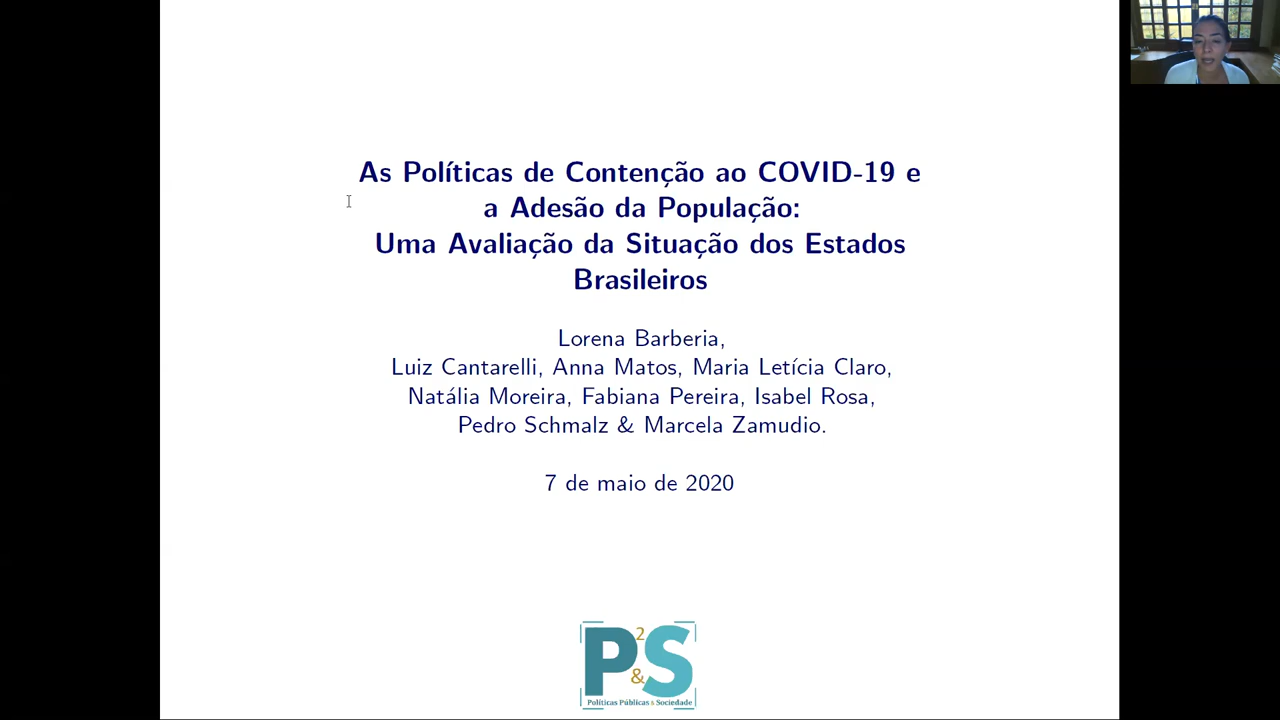 As Políticas de Contenção ao COVID-19 e
a Adesão da População:
Uma Avaliação da Situação dos Estados
Brasileiros
Lorena Barberia,
Luiz Cantarelli, Anna Matos, Maria Letícia Claro,
Natália Moreira, Fabiana Pereira, Isabel Rosa,
Pedro Schmalz & Marcela Zamudio.
7 de maio de 2020
P2&S
Políticas Públicas & Sociedade